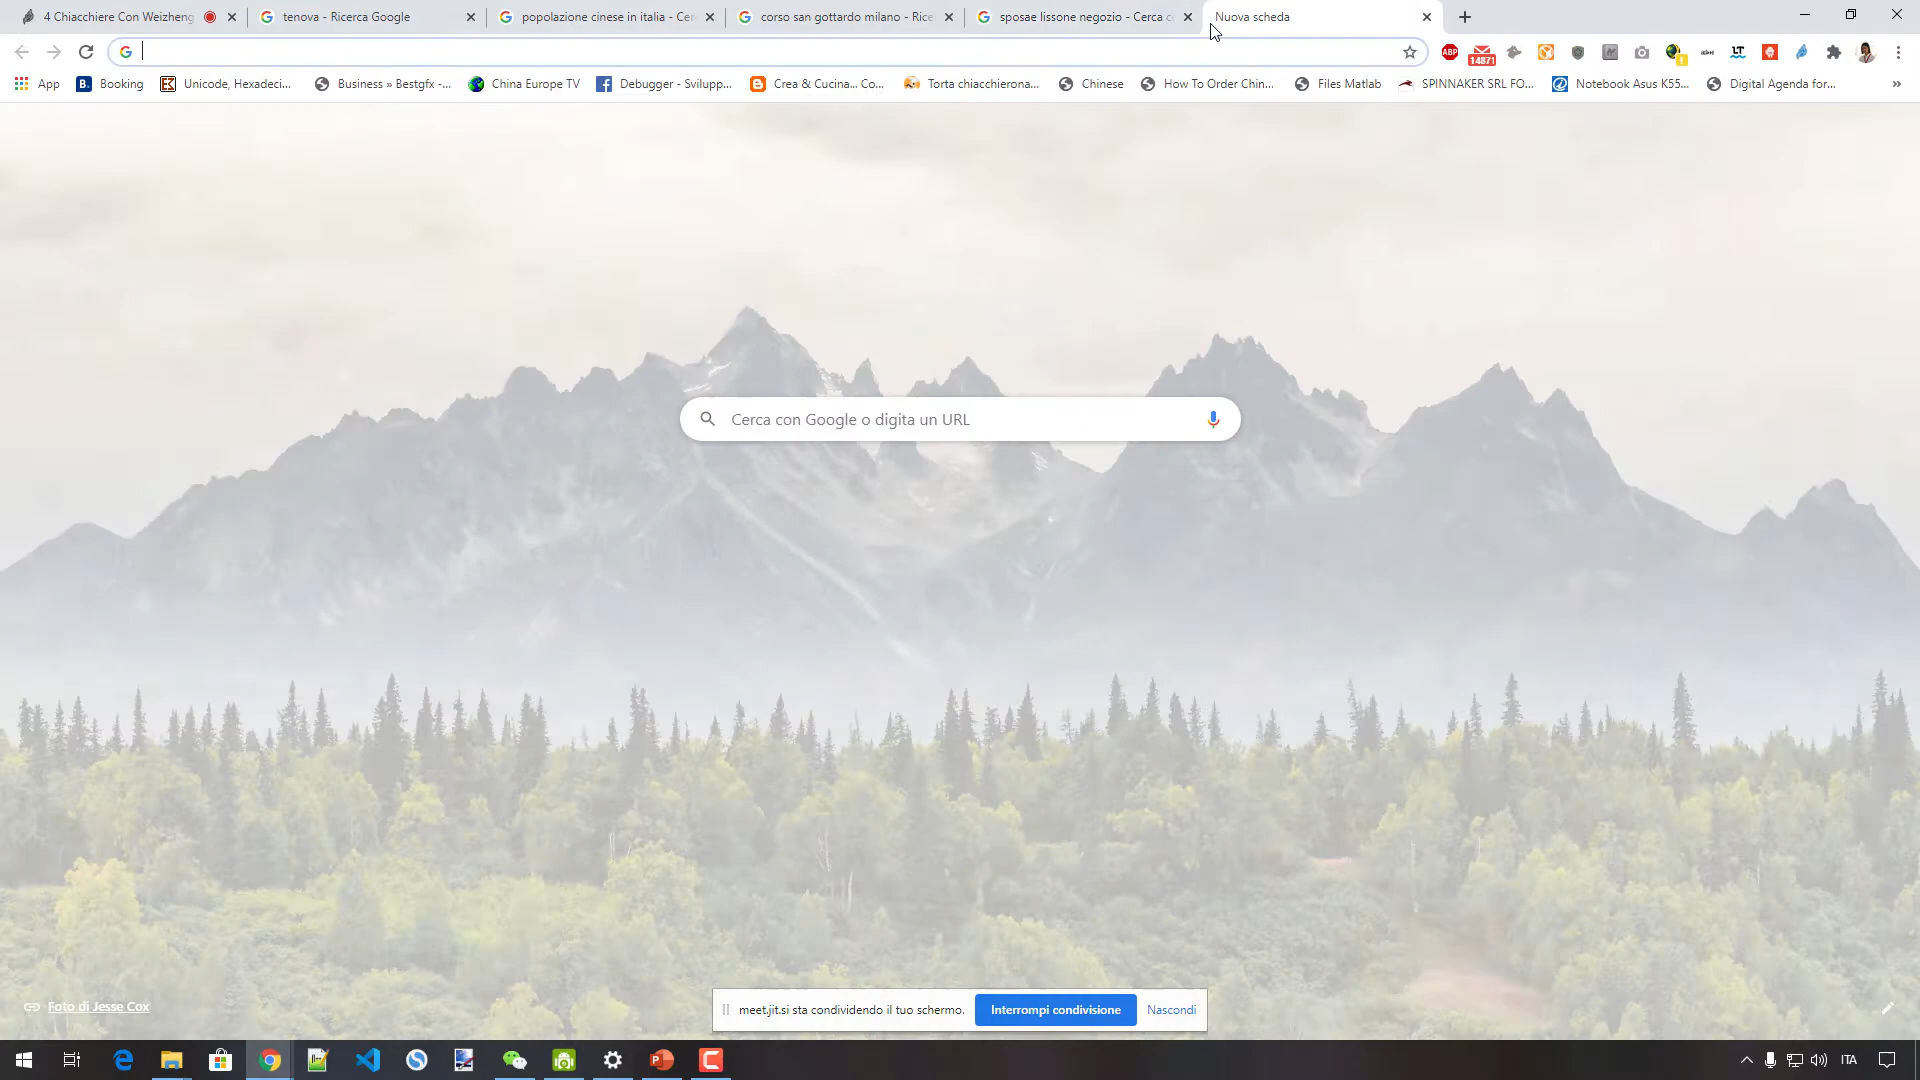 4 Chiacchiere Con Weizheng
tenova - Ricerca Google
popolazione cinese in italia - Cer
corso san gottardo milano - Rice
sposae lissone negozio - Cerca c
Nuova scheda
ABP
14871
App
Booking
Unicode, Hexadeci...
Business » Bestgfx -...
China Europe TV
Debugger - Svilupp...
Crea & Cucina... Co...
Torta chiacchierona...
Chinese
How To Order Chin...
Files Matlab
SPINNAKER SRL FO...
Notebook Asus K55...
Digital Agenda for...
»
Cerca con Google o digita un URL
Foto di Jesse Cox
meet.jit.si sta condividendo il tuo schermo.
Interrompi condivisione
Nascondi
ITA